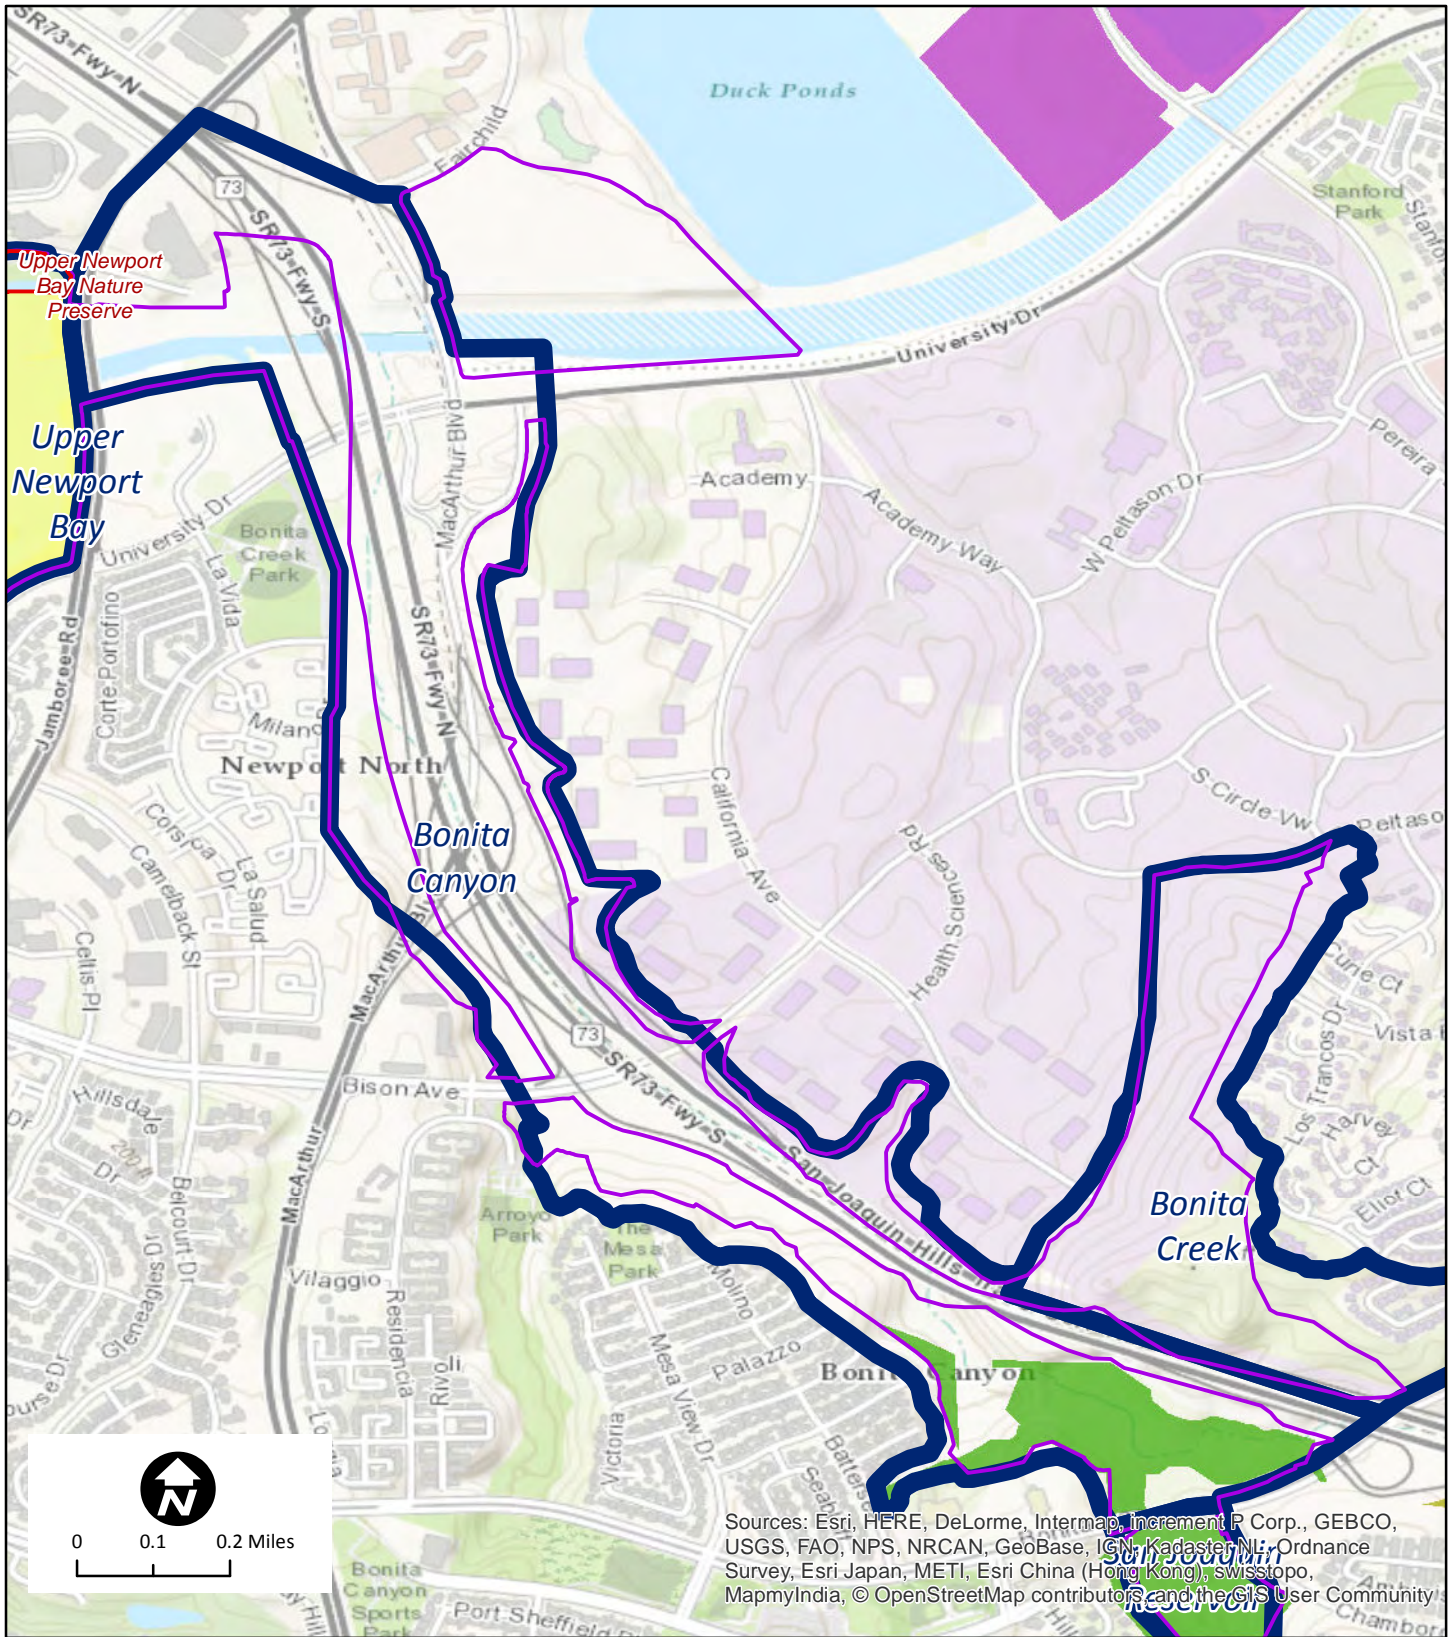 SR73-Fwy-N
Duck Ponds
Fairchild
73
SR73-Fwy-S
Stanford
Park
Upper Newport
Bay Nature
Preserve
University-Dr
Upper
Newport
Bay
MacArthur Blvd
Pereira
Academy
Academy-Way
W Peltason Dr
University-Dr
Bonita
Creek
Park
La Vida
Corte Portofino
Jamboree-Rd
SR73-Fwy-N
Newport North
California-Ave
S-Circle-Vw
Bonita
Canyon
Health Sciences
Rd
Corsica
Dr
Camelback St
La Salud
Celtis-Pl
Curie Ct
Vista
Los Trancos Dr
Harvey
Ct
Eliot Ct
73
SR73-Fwy-S
Bison Ave
Hillsdale
Dr
Dr
MacArthur
San-Joaquin-Hills
Bonita
Creek
Belcourt Dr
Gleneagles Dr
Arroyo
Park
The
Mesa
Park
Molino
Vilaggio
Residencia
Rivoli
Mesa View Dr
Palazzo
Victoria
N
0 0.1 0.2 Miles
Sources: Esri, HERE, DeLorme, Intermap, increment P Corp., GEBCO,
USGS, FAO, NPS, NRCAN, GeoBase, IGN, Kadaster NL, Ordnance
Survey, Esri Japan, METI, Esri China (Hong Kong), swisstopo,
MapmyIndia, © OpenStreetMap contributors, and the GIS User Community
San Joaquin
Reservoir
Bonita
Canyon
Sports
Park
Port-Sheffield